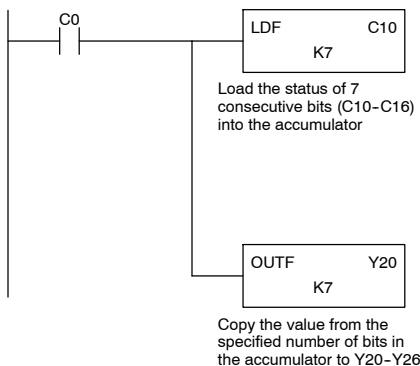 C0
LDF C10
K7
Load the status of 7
consecutive bits (C10-C16)
into the accumulator
OUTF Y20
K7
Copy the value from the
specified number of bits in
the accumulator to Y20-Y26